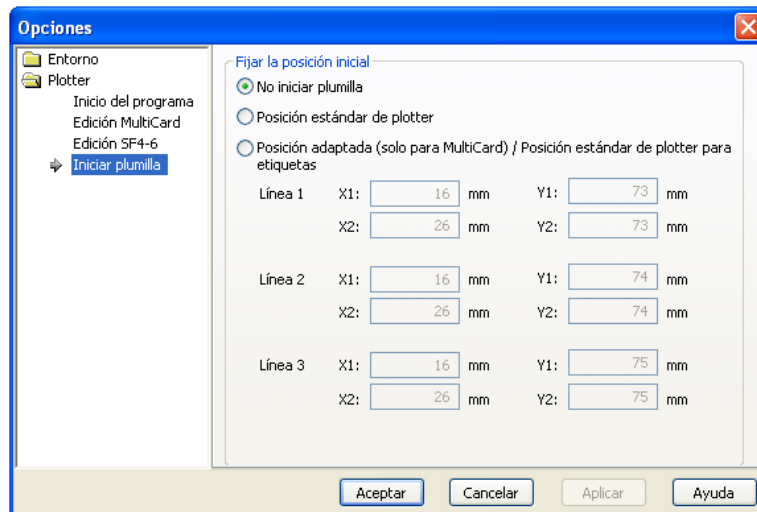 Opciones
Entorno
Plotter
Inicio del programa
Edición MultiCard
Edición SF4-6
Iniciar plumilla
Fijar la posición inicial
No iniciar plumilla
Posición estándar de plotter
Posición adaptada (solo para MultiCard) / Posición estándar de plotter para
etiquetas
Línea 1 X1: 16 mm Y1: 73 mm
X2: 26 mm Y2: 73 mm
Línea 2 X1: 16 mm Y1: 74 mm
X2: 26 mm Y2: 74 mm
Línea 3 X1: 16 mm Y1: 75 mm
X2: 26 mm Y2: 75 mm
Aceptar Cancelar Aplicar Ayuda